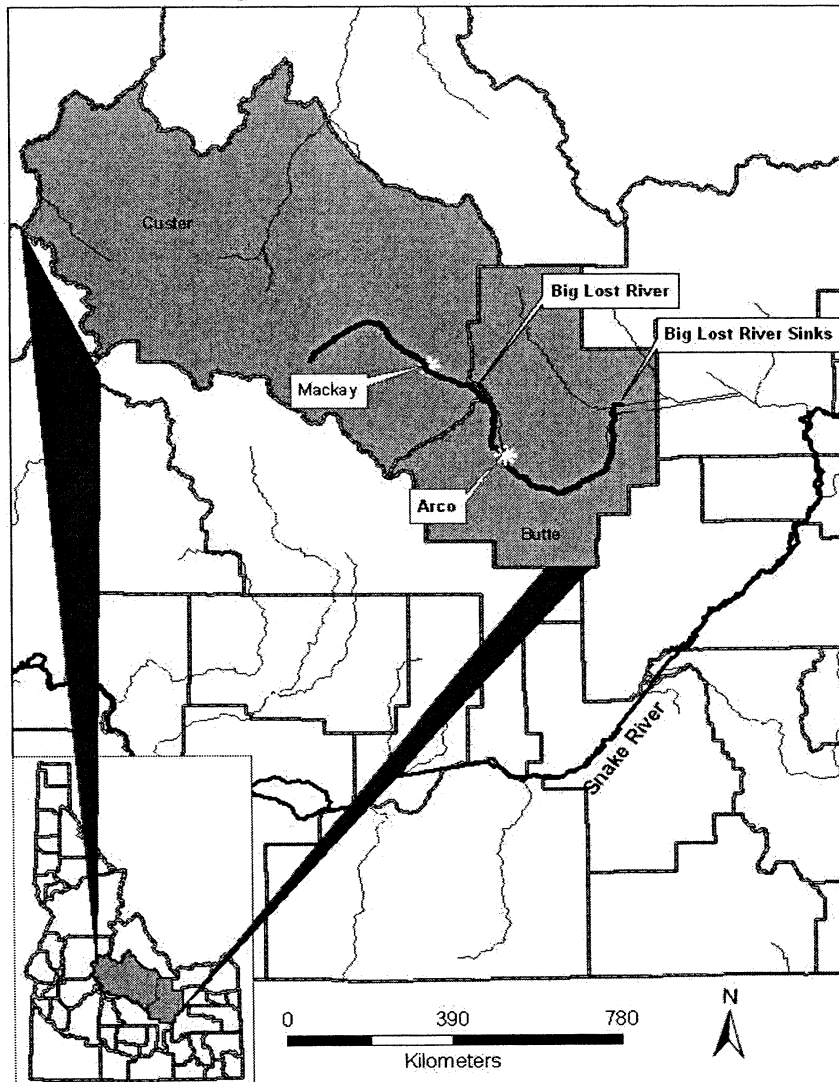 Custer
Big Lost River
Big Lost River Sinks
Mackay
Arco
Butte
Snake River
N
0 390 780
Kilometers